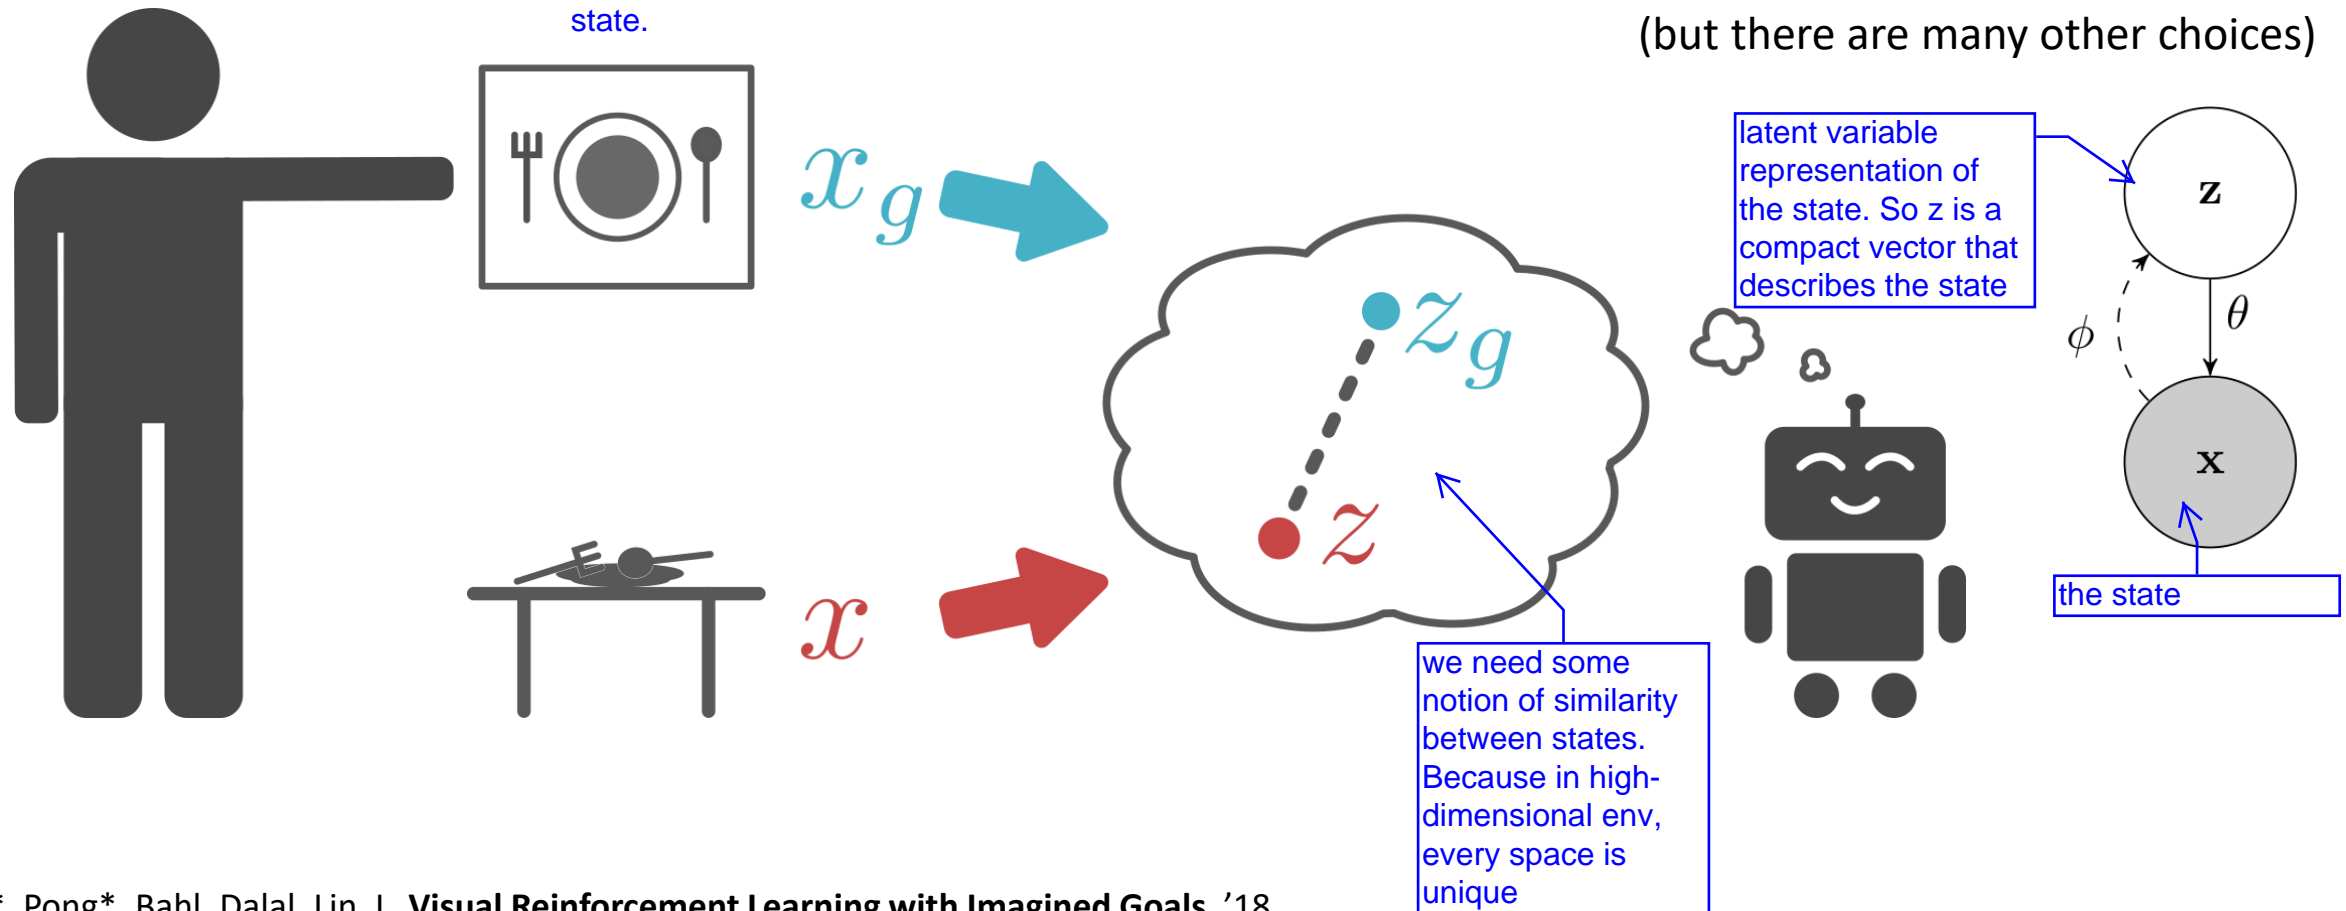 state.
(but there are many other choices)
latent variable
representation of
the state. So z is a
compact vector that
describes the state
z
θ
ϕ
x
the state
x_g
z_g
z
x
we need some
notion of similarity
between states.
Because in high-
dimensional env,
every space is
unique
* Pong*, Bahl, Dalal, Lin, L. Visual Reinforcement Learning with Imagined Goals. '18